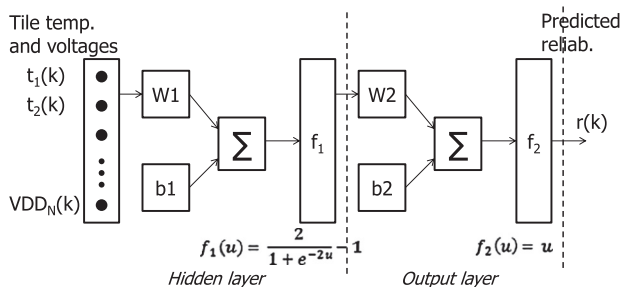 Tile temp.
and voltages
Predicted
reliab.
t₁(k)
t₂(k)
VDD_N(k)
W1
b1
Σ
f₁
W2
b2
Σ
f₂
r(k)
f₁(u) = 2 / (1 + e^(-2u)) - 1
f₂(u) = u
Hidden layer
Output layer